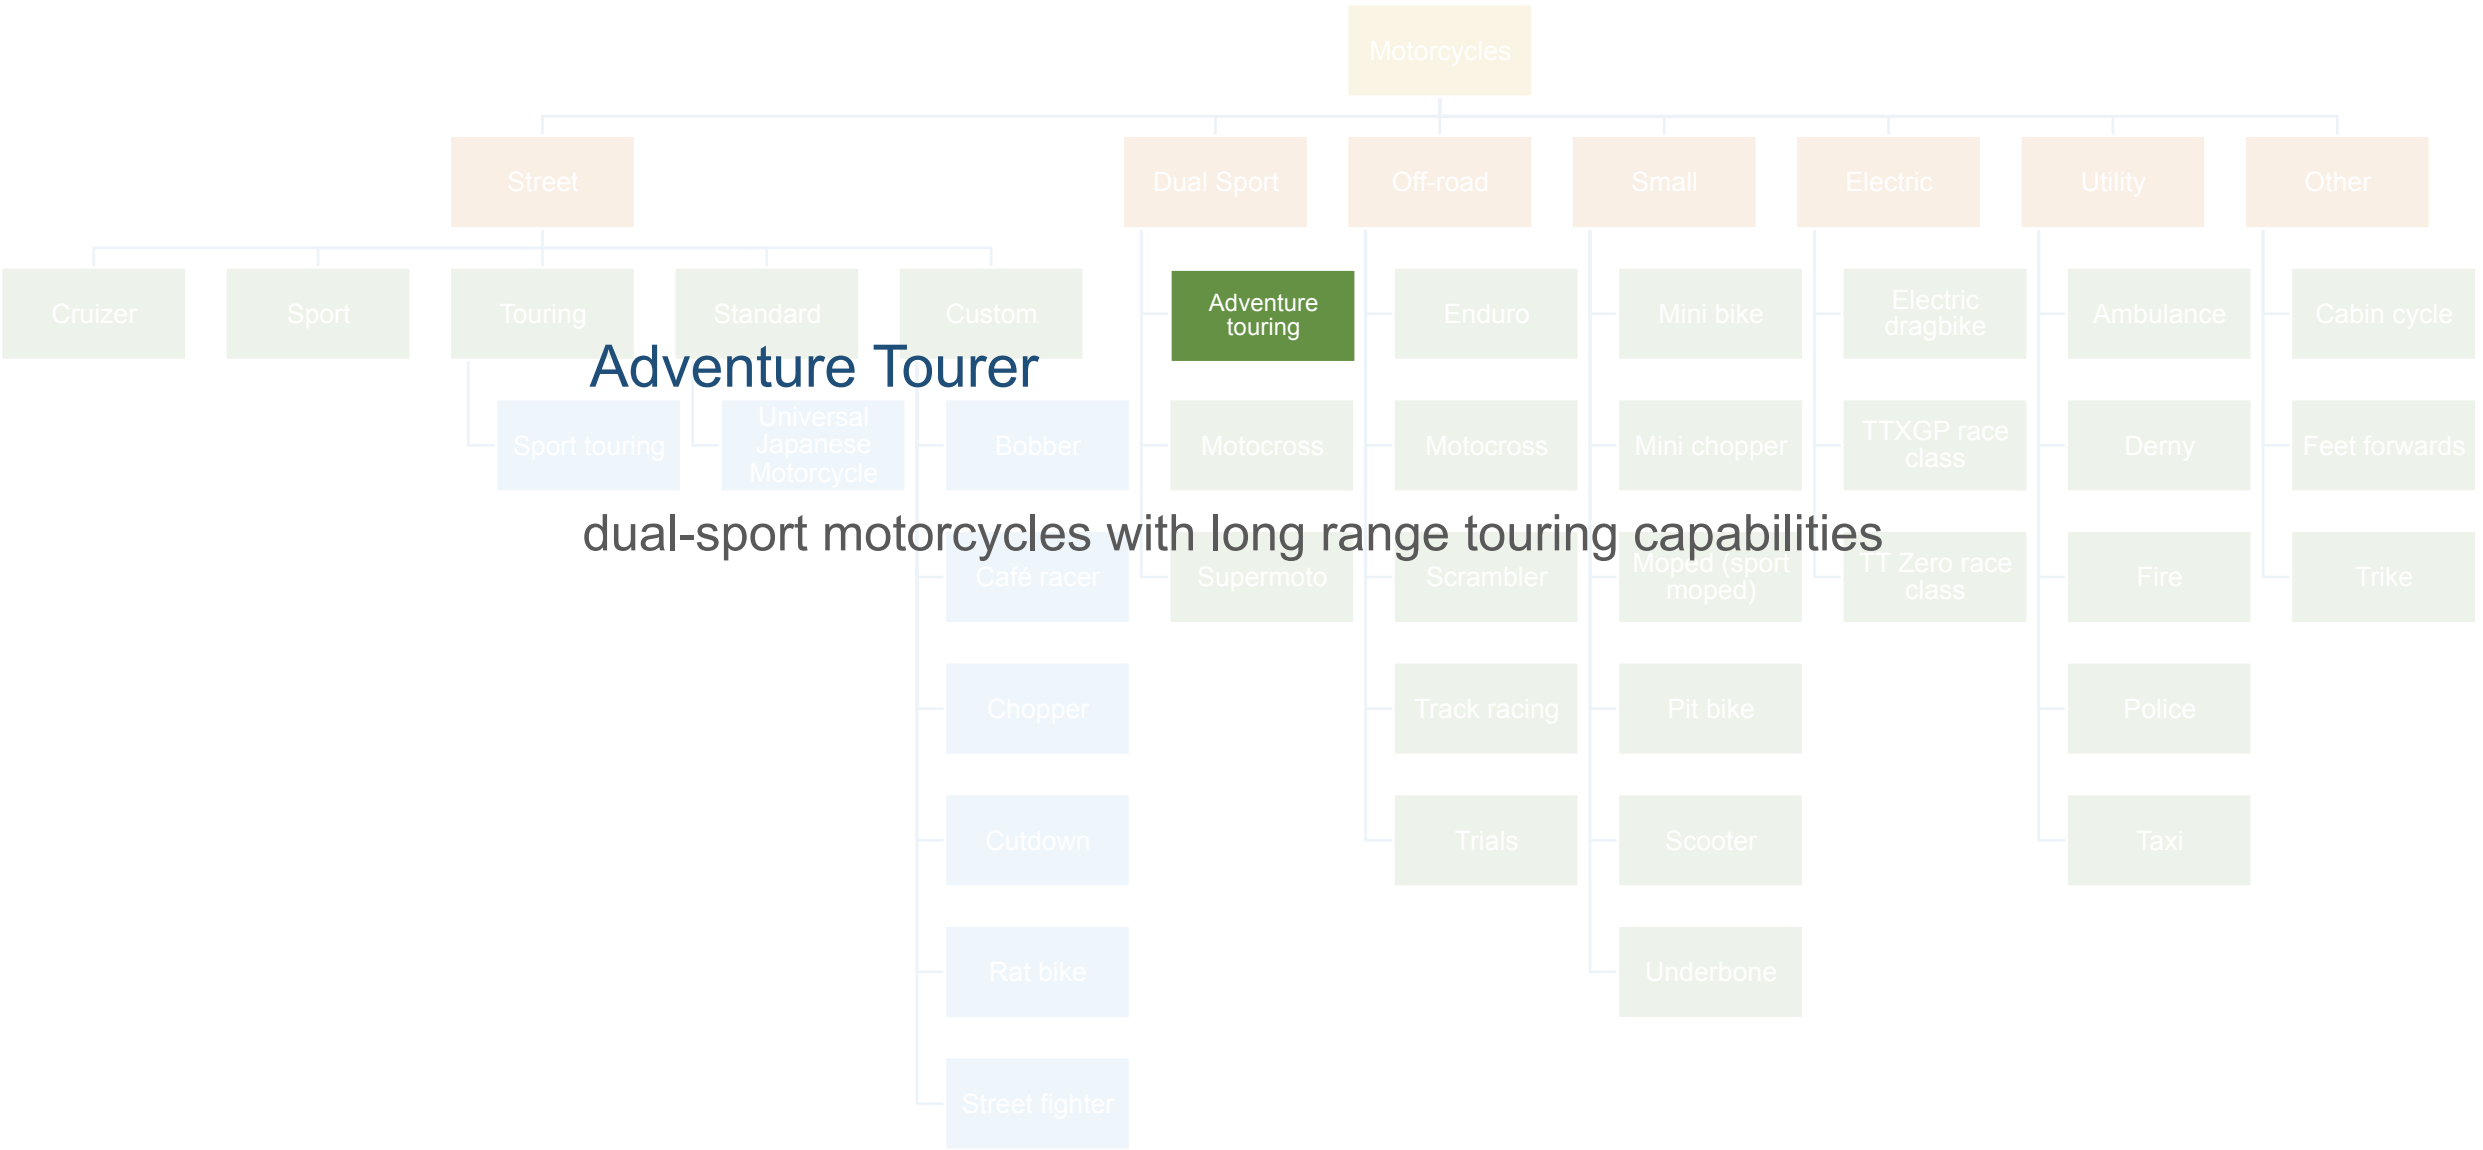 Motorcycles
Street
Dual Sport
Off-road
Small
Electric
Utility
Other
Cruizer
Sport
Touring
Standard
Custom
Adventure
touring
Enduro
Mini bike
Electric
dragbike
Ambulance
Cabin cycle
Adventure Tourer
Sport touring
Universal
Japanese
Motorcycle
Bobber
Motocross
Motocross
Mini chopper
TTXGP race
class
Derny
Feet forwards
dual-sport motorcycles with long range touring capabilities
Café racer
Supermoto
Scrambler
Moped (sport
moped)
TT Zero race
class
Fire
Trike
Chopper
Track racing
Pit bike
Police
Cutdown
Trials
Scooter
Taxi
Rat bike
Underbone
Street fighter